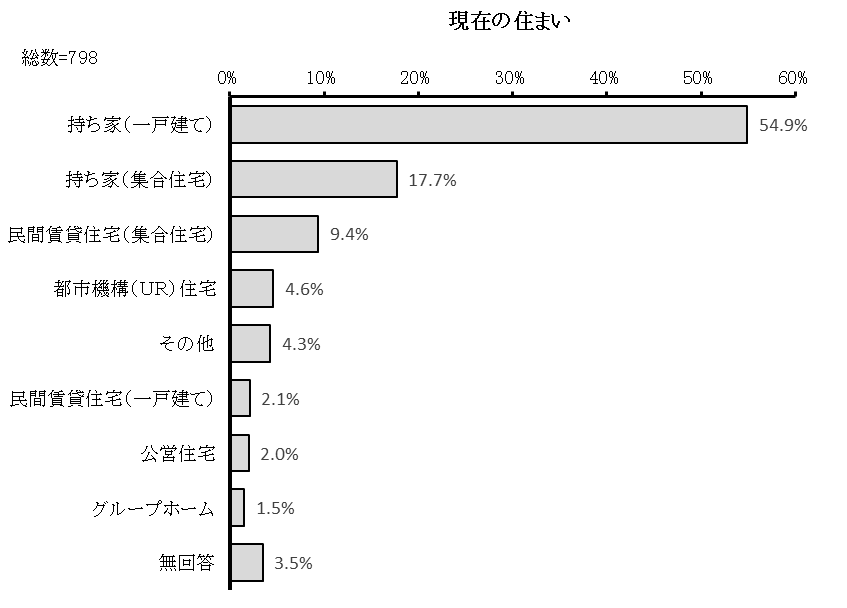 現在の住まい
総数=798
0% 10% 20% 30% 40% 50% 60%
持ち家(一戸建て) 54.9%
持ち家(集合住宅) 17.7%
民間賃貸住宅(集合住宅) 9.4%
都市機構(UR)住宅 4.6%
その他 4.3%
民間賃貸住宅(一戸建て) 2.1%
公営住宅 2.0%
グループホーム 1.5%
無回答 3.5%